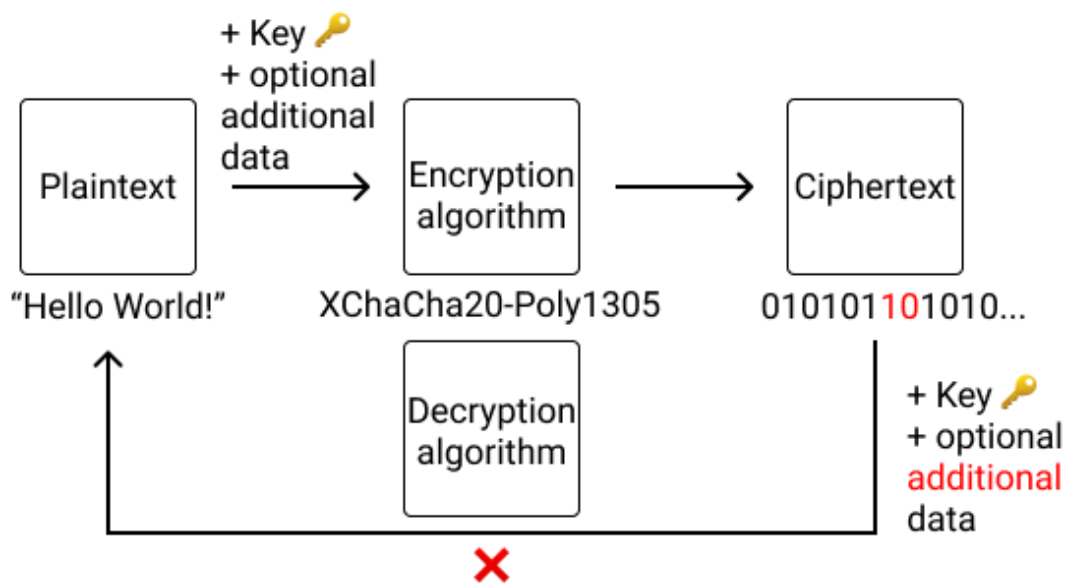 + Key 🔑
+ optional
additional
data
Plaintext
Encryption
algorithm
Ciphertext
“Hello World!”
XChaCha20-Poly1305
010101101010...
Decryption
algorithm
+ Key 🔑
+ optional
additional
data